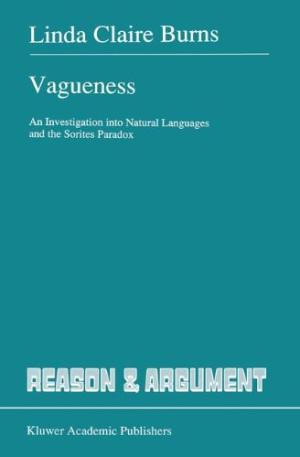 Linda Claire Burns
Vagueness
An Investigation into Natural Languages
and the Sorites Paradox
REASON & ARGUMENT
Kluwer Academic Publishers